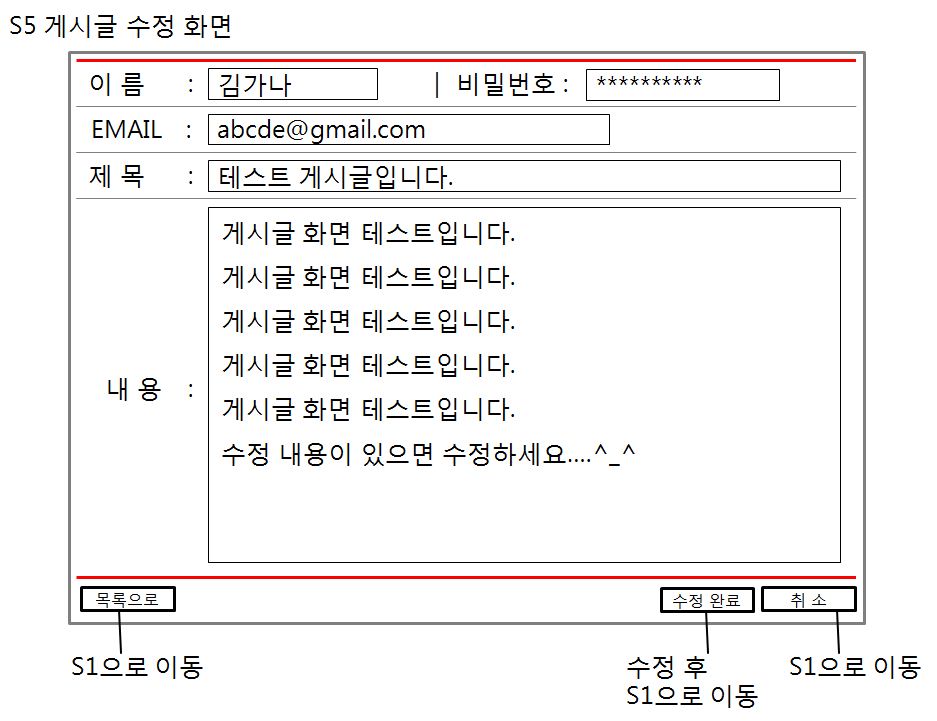 S5 게시글 수정 화면
이 름 : 김가나 | 비밀번호 : **********
EMAIL : abcde@gmail.com
제 목 : 테스트 게시글입니다.
게시글 화면 테스트입니다.
게시글 화면 테스트입니다.
게시글 화면 테스트입니다.
게시글 화면 테스트입니다.
내 용 :
게시글 화면 테스트입니다.
수정 내용이 있으면 수정하세요....^_^
목록으로 수정 완료 취 소
S1으로 이동 수정 후 S1으로 이동
S1으로 이동